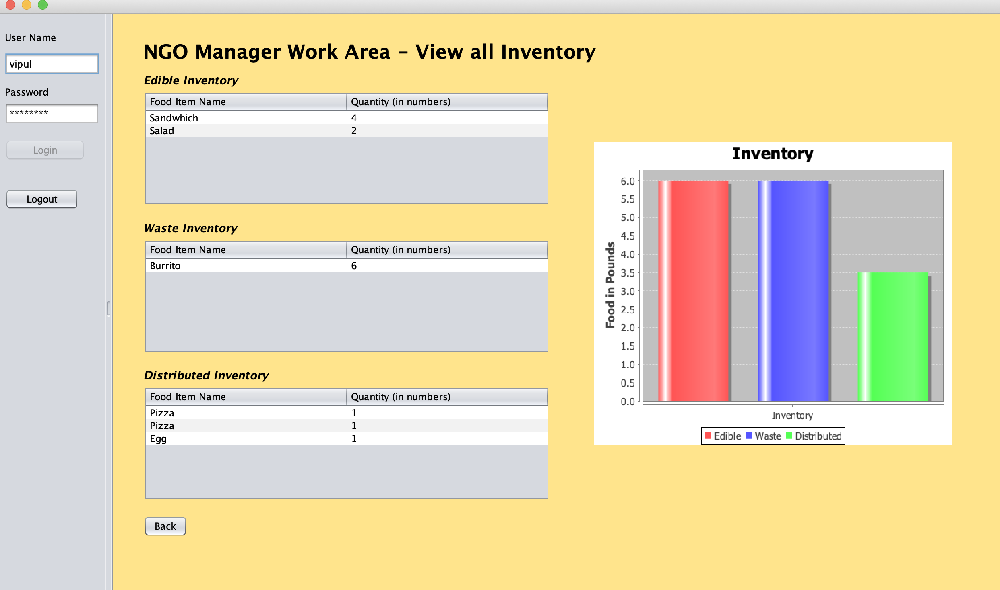 User Name
vipul
Password
********
Login
Logout
NGO Manager Work Area - View all Inventory
Edible Inventory
Food Item Name Quantity (in numbers)
Sandwhich 4
Salad 2
Waste Inventory
Food Item Name Quantity (in numbers)
Burrito 6
Distributed Inventory
Food Item Name Quantity (in numbers)
Pizza 1
Pizza 1
Egg 1
Back
Inventory
Food in Pounds
6.0
5.5
5.0
4.5
4.0
3.5
3.0
2.5
2.0
1.5
1.0
0.5
0.0
Inventory
Edible Waste Distributed